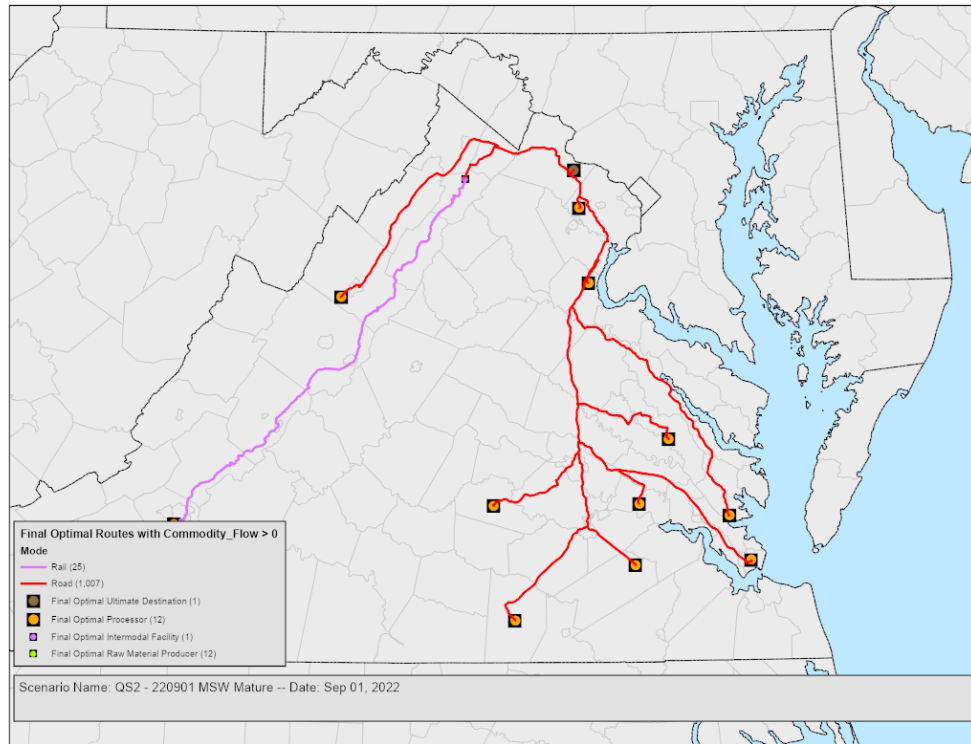 Final Optimal Routes with Commodity_Flow > 0
Mode
Rail (25)
Road (1,007)
Final Optimal Ultimate Destination (1)
Final Optimal Processor (12)
Final Optimal Intermodal Facility (1)
Final Optimal Raw Material Producer (12)
Scenario Name: QS2 - 220901 MSW Mature -- Date: Sep 01, 2022